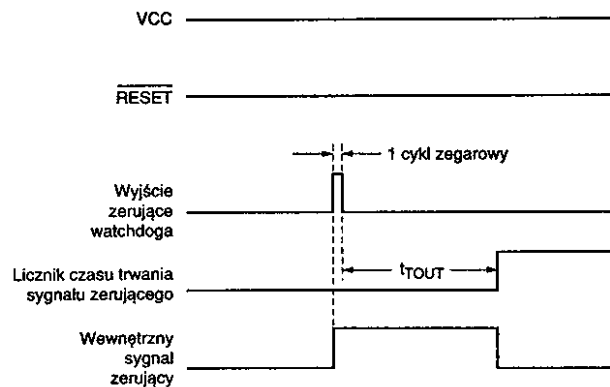 VCC
RESET
1 cykl zegarowy
Wyjście
zerujące
watchdoga
tTOUT
Licznik czasu trwania
sygnału zerującego
Wewnętrzny
sygnał
zerujący